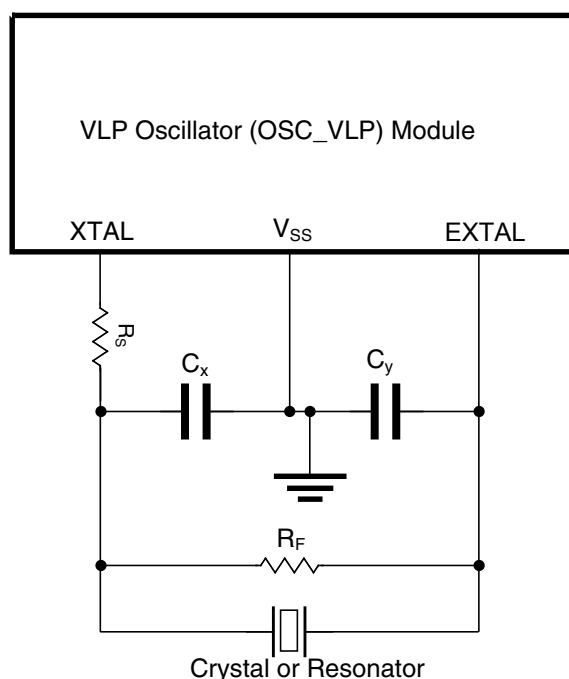 VLP Oscillator (OSC_VLP) Module
XTAL
VSS
EXTAL
RS
Cx
Cy
RF
Crystal or Resonator